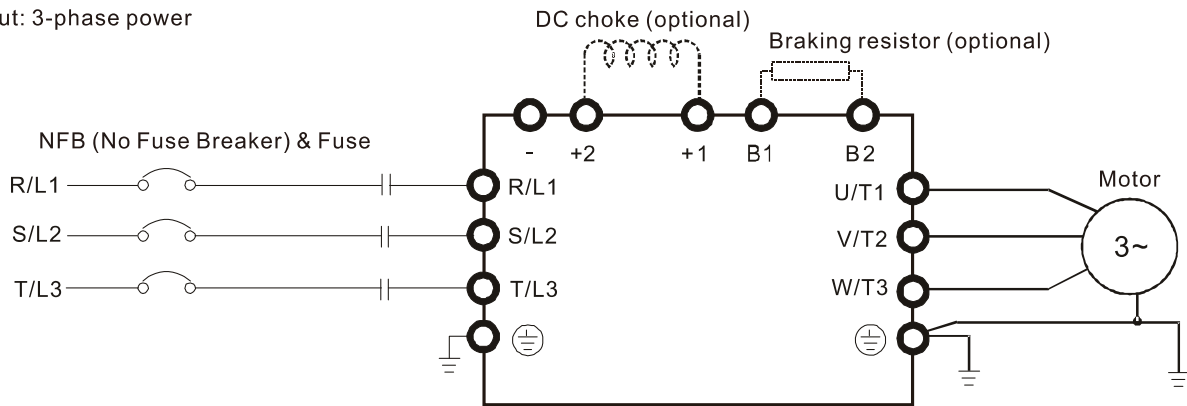 ut: 3-phase power
DC choke (optional)
Braking resistor (optional)
NFB (No Fuse Breaker) & Fuse
- +2 +1 B1 B2
R/L1 R/L1 U/T1 Motor
S/L2 S/L2 V/T2 3~
T/L3 T/L3 W/T3